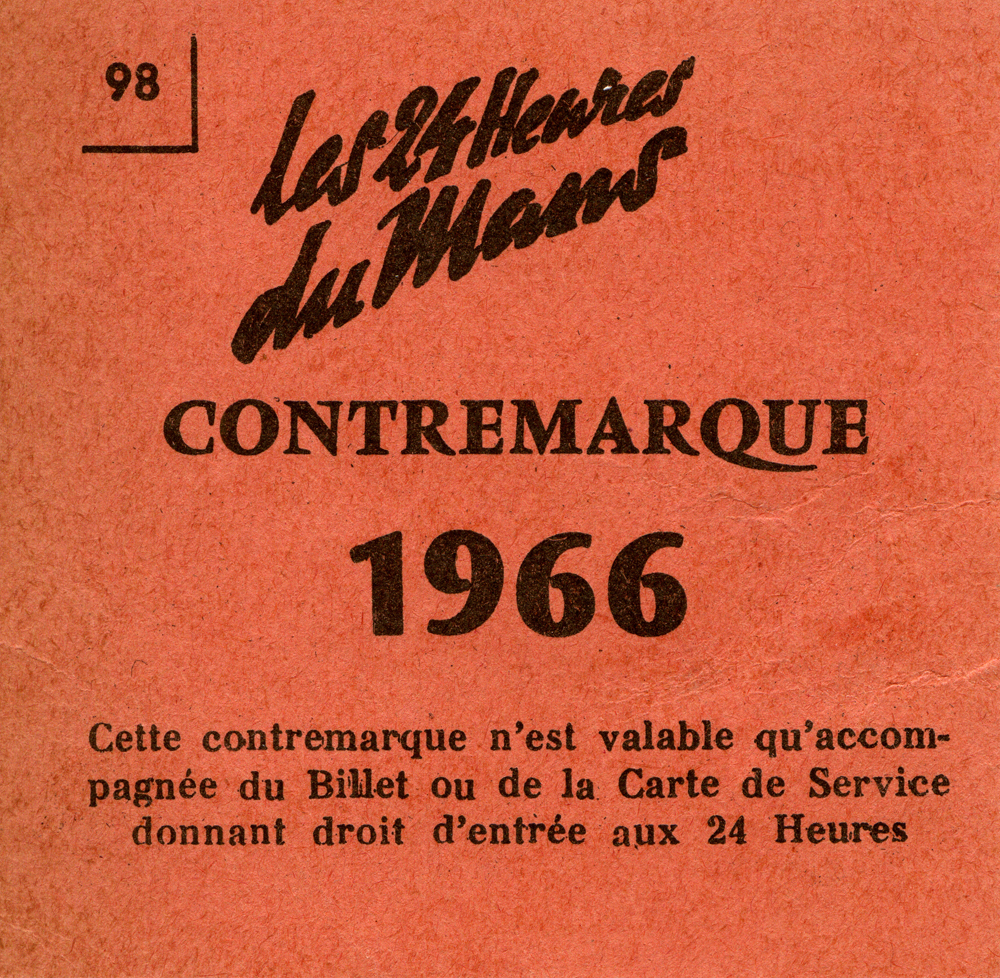 98
Les 24 Heures
du Mans
CONTREMARQUE
1966
Cette contremarque n'est valable qu'accom-
pagnée du Billet ou de la Carte de Service
donnant droit d'entrée aux 24 Heures